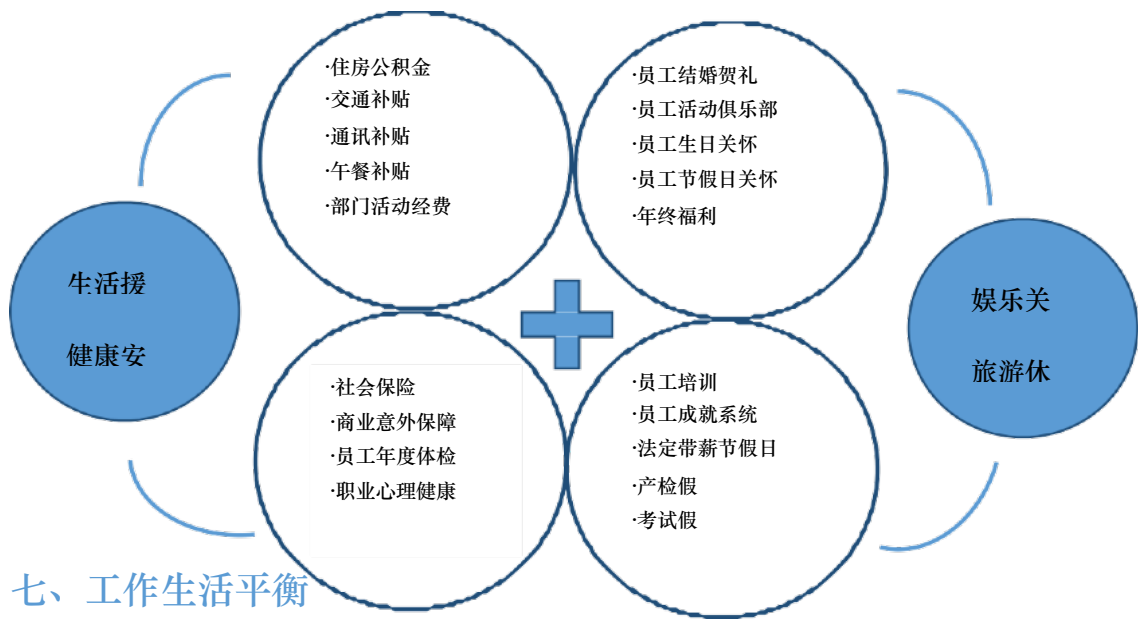 ·住房公积金
·交通补贴
·通讯补贴
·午餐补贴
·部门活动经费
·员工结婚贺礼
·员工活动俱乐部
·员工生日关怀
·员工节假日关怀
·年终福利
生活援
健康安
娱乐关
旅游休
·社会保险
·商业意外保障
·员工年度体检
·职业心理健康
·员工培训
·员工成就系统
·法定带薪节假日
·产检假
·考试假
七、工作生活平衡